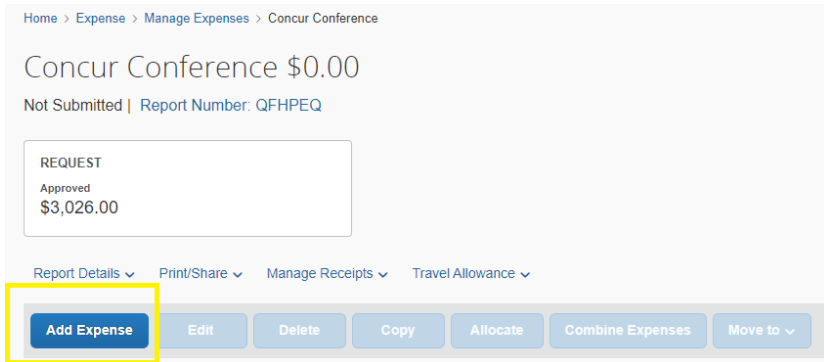 Home > Expense > Manage Expenses > Concur Conference
Concur Conference $0.00
Not Submitted | Report Number: QFHPEQ
REQUEST
Approved
$3,026.00
Report Details Print/Share Manage Receipts Travel Allowance
Add Expense Edit Delete Copy Allocate Combine Expenses Move to